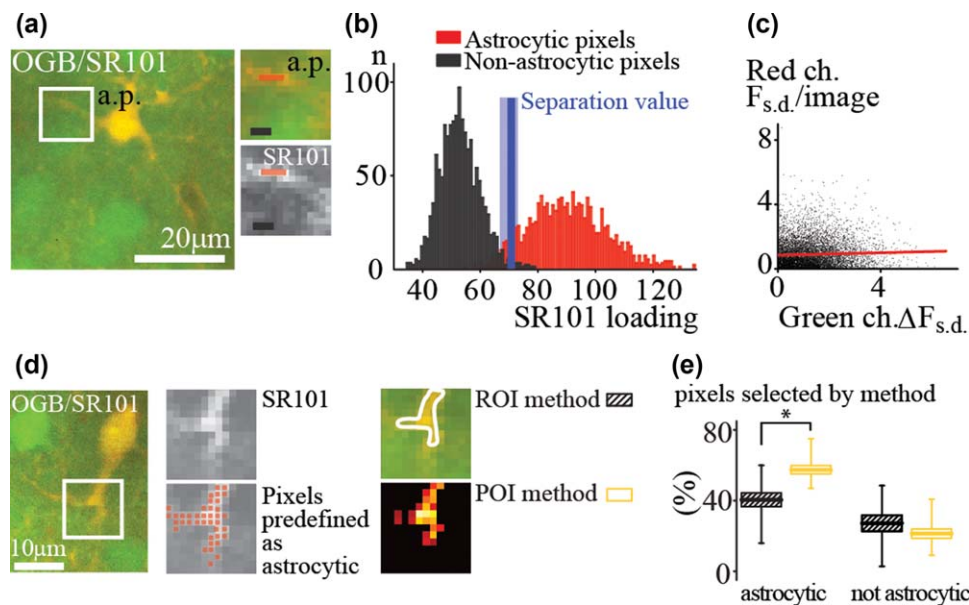 (a)
OGB/SR101
a.p.
20μm
a.p.
SR101
(b)
n
Astrocytic pixels
Non-astrocytic pixels
Separation value
100
50
0
40 60 80 100 120
SR101 loading
(c)
Red ch.
Fs.d./image
8
4
0
4
Green ch.ΔFs.d.
(d)
OGB/SR101
10μm
SR101
Pixels
predefined
as
astrocytic
ROI method
POI method
(e)
pixels selected by method
*
80
40
0
(%)
astrocytic
not astrocytic